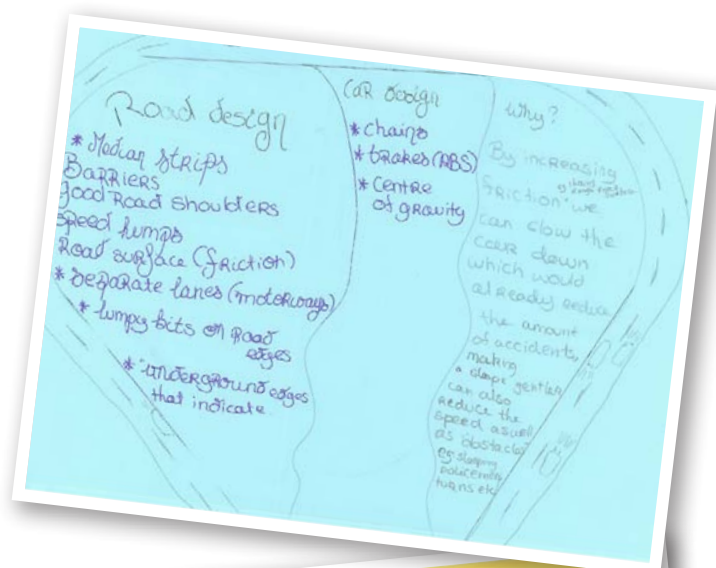 Road design
* Median strips
Barriers
good Road shoulders
speed humps
Road surface (friction)
* separate lanes (motorways)
* lumpy bits on Road
edges
* underground edges
that indicate
Car design
* chains
* brakes (ABS)
* Centre
of gravity
Why?
By increasing
friction we
can slow the
car down
which would
already reduce
the amount
of accidents,
making
a slope gentler
can also
reduce the
speed aswell
as obstacles
eg sleeping
policemen,
turns etc